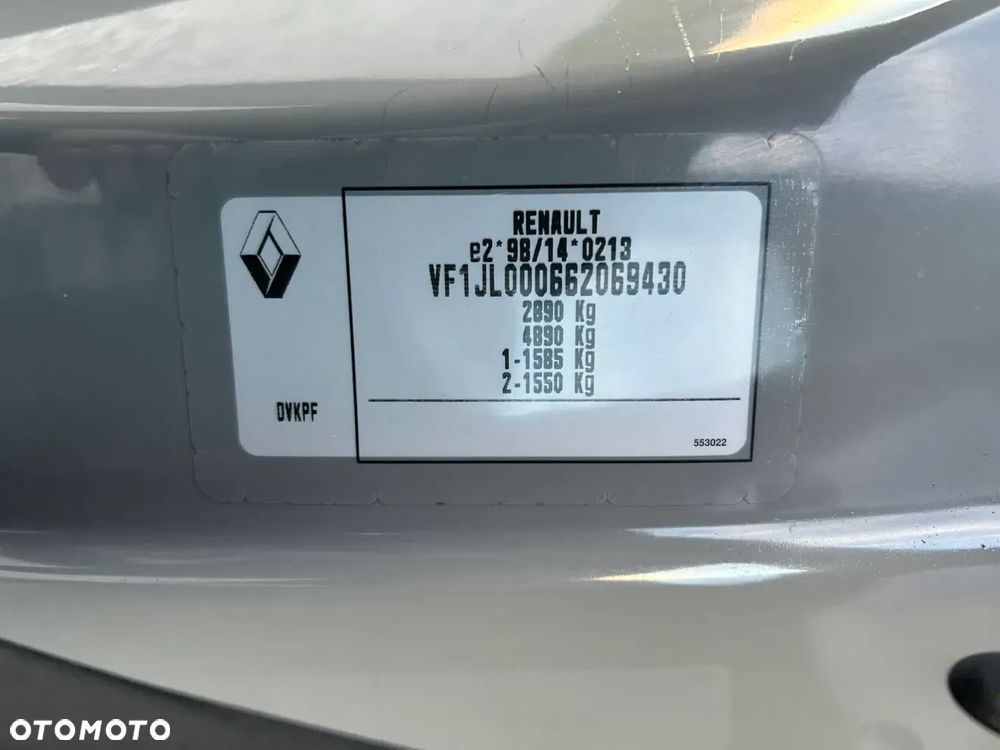 RENAULT
e2*98/14*0213
VF1JL000662069430
2890 Kg
4890 Kg
1-1585 Kg
2-1550 Kg
DVKPF
553022
OTOMOTO